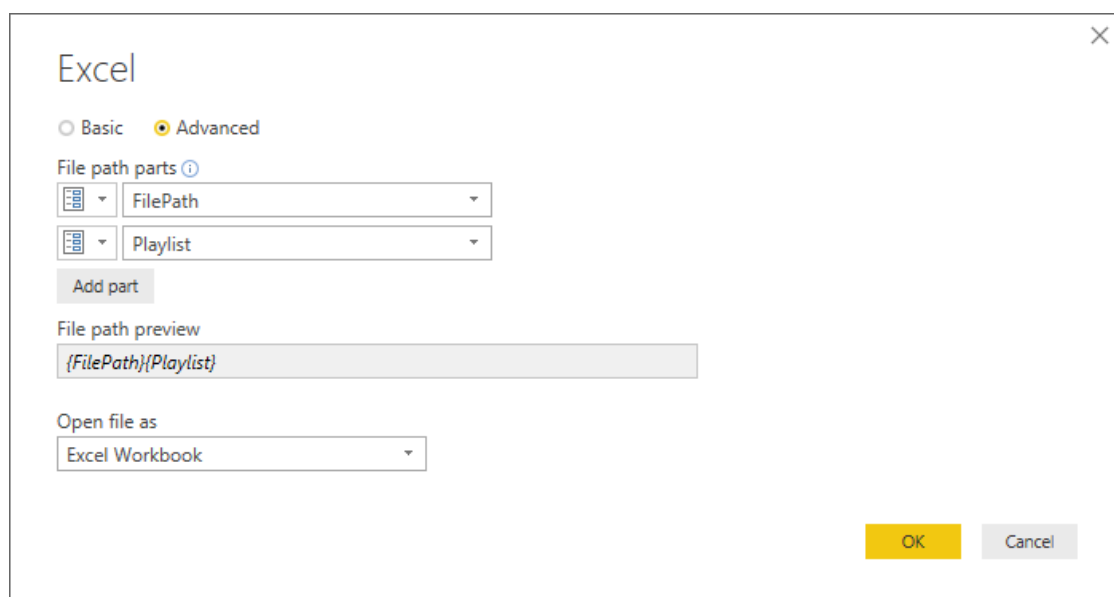 Excel
Basic Advanced
File path parts
FilePath
Playlist
Add part
File path preview
{FilePath}{Playlist}
Open file as
Excel Workbook
OK Cancel